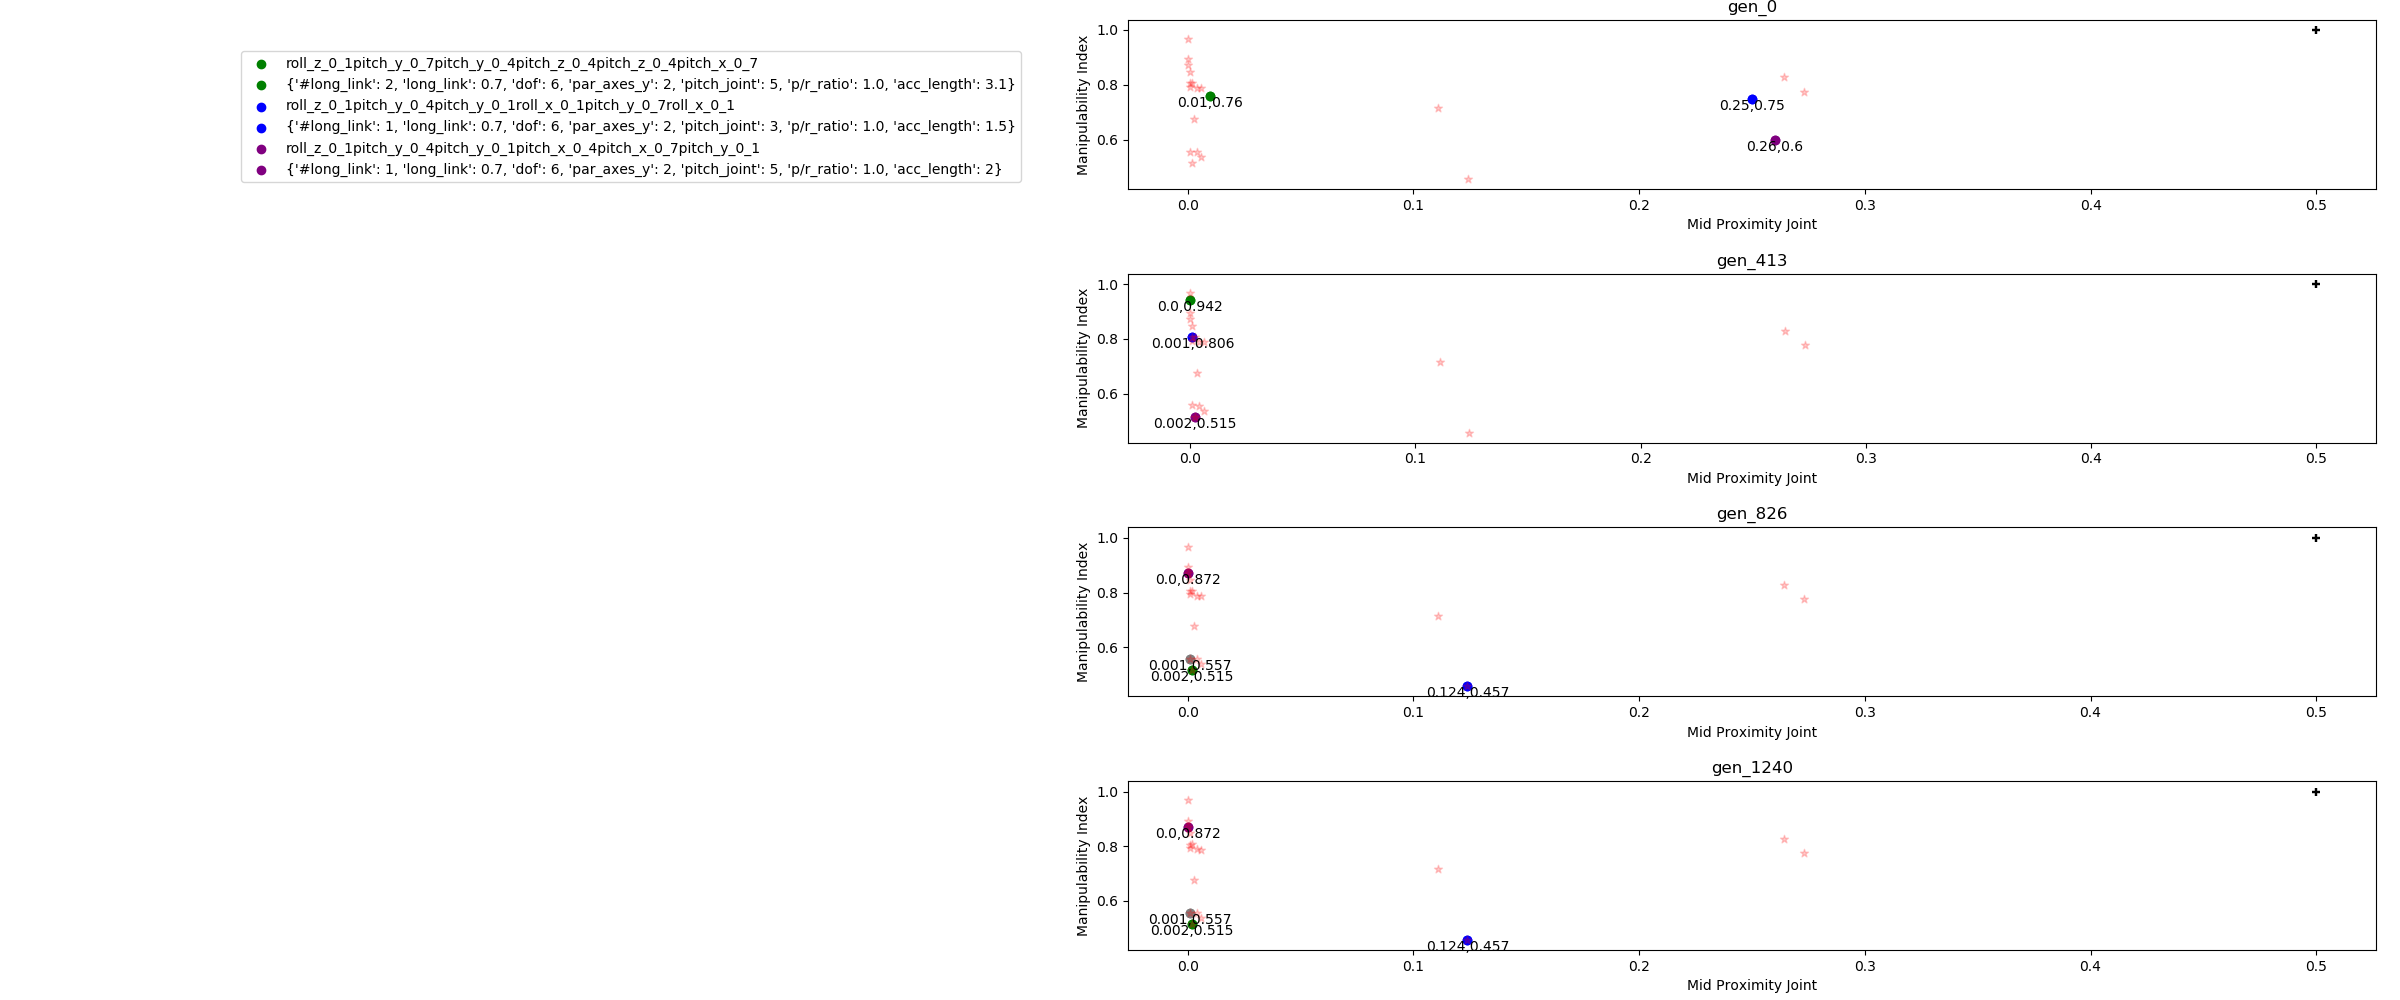 roll_z_0_1pitch_y_0_7pitch_y_0_4pitch_z_0_4pitch_z_0_4pitch_x_0_7
{'#long_link': 2, 'long_link': 0.7, 'dof': 6, 'par_axes_y': 2, 'pitch_joint': 5, 'p/r_ratio': 1.0, 'acc_length': 3.1}
roll_z_0_1pitch_y_0_4pitch_y_0_1roll_x_0_1pitch_y_0_7roll_x_0_1
{'#long_link': 1, 'long_link': 0.7, 'dof': 6, 'par_axes_y': 2, 'pitch_joint': 3, 'p/r_ratio': 1.0, 'acc_length': 1.5}
roll_z_0_1pitch_y_0_4pitch_y_0_1pitch_x_0_4pitch_x_0_7pitch_y_0_1
{'#long_link': 1, 'long_link': 0.7, 'dof': 6, 'par_axes_y': 2, 'pitch_joint': 5, 'p/r_ratio': 1.0, 'acc_length': 2}
gen_0
Manipulability Index
1.0
0.8
0.6
0.01,0.76
0.25,0.75
0.26,0.6
0.0 0.1 0.2 0.3 0.4 0.5
Mid Proximity Joint
gen_413
Manipulability Index
1.0
0.8
0.6
0.0,0.942
0.001,0.806
0.002,0.515
0.0 0.1 0.2 0.3 0.4 0.5
Mid Proximity Joint
gen_826
Manipulability Index
1.0
0.8
0.6
0.0,0.872
0.001,0.557
0.002,0.515
0.124,0.457
0.0 0.1 0.2 0.3 0.4 0.5
Mid Proximity Joint
gen_1240
Manipulability Index
1.0
0.8
0.6
0.0,0.872
0.001,0.557
0.002,0.515
0.124,0.457
0.0 0.1 0.2 0.3 0.4 0.5
Mid Proximity Joint